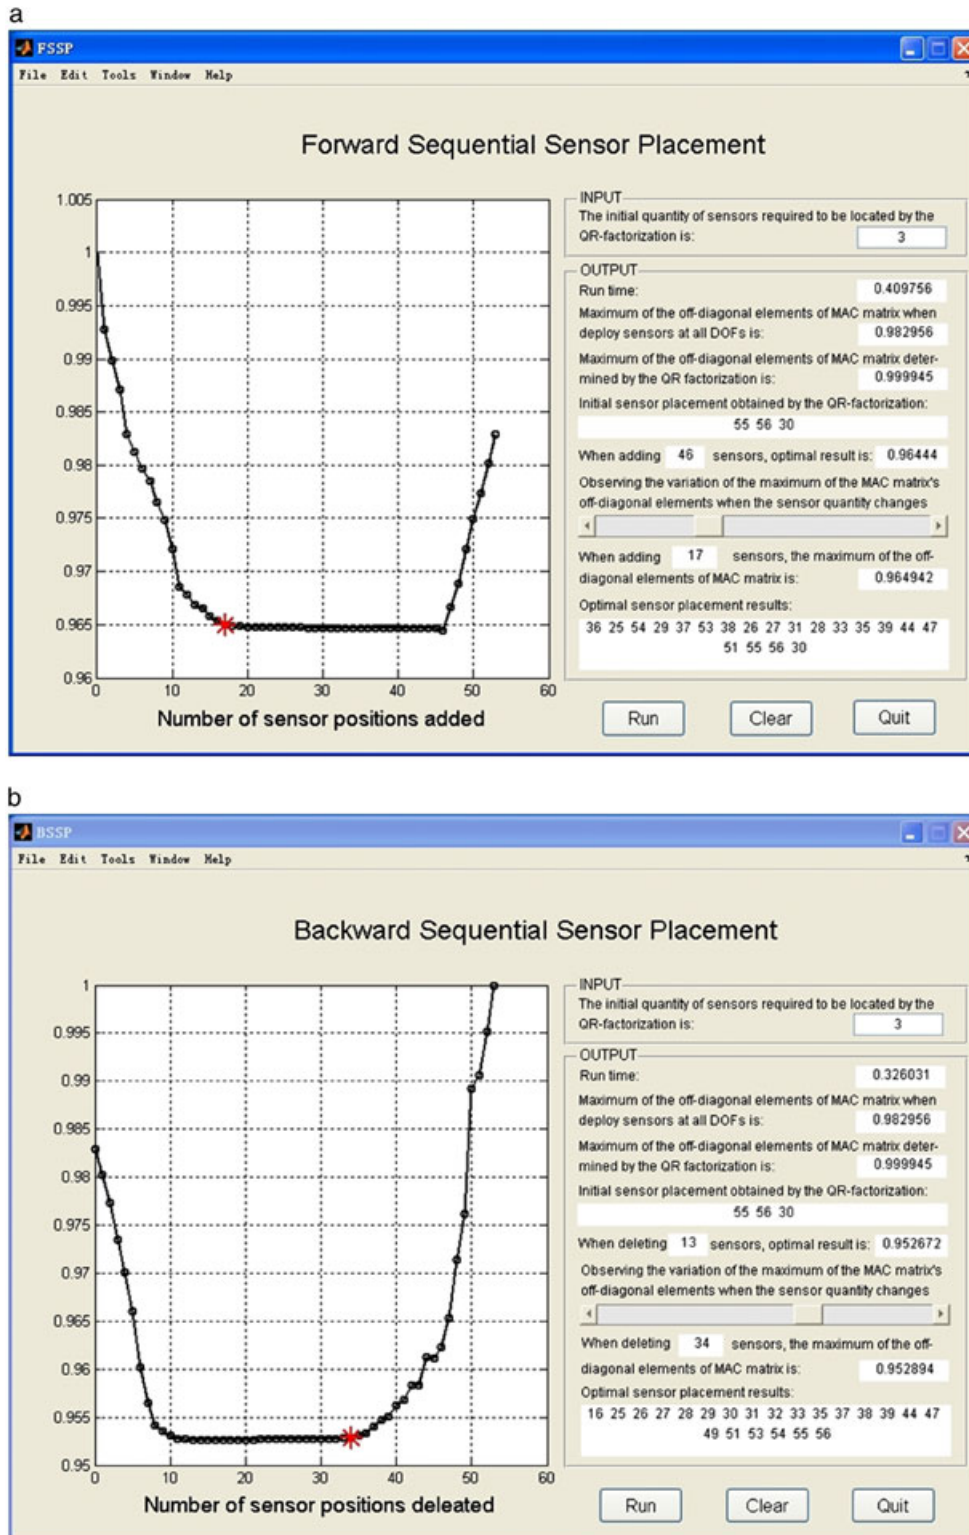 a
FSSP
File Edit Tools Window Help
Forward Sequential Sensor Placement
1.005
1
0.995
0.99
0.985
0.98
0.975
0.97
0.965
0.96
0 10 20 30 40 50 60
Number of sensor positions added
INPUT
The initial quantity of sensors required to be located by the
QR-factorization is: 3
OUTPUT
Run time: 0.409756
Maximum of the off-diagonal elements of MAC matrix when
deploy sensors at all DOFs is: 0.982956
Maximum of the off-diagonal elements of MAC matrix deter-
mined by the QR factorization is: 0.999945
Initial sensor placement obtained by the QR-factorization:
55 56 30
When adding 46 sensors, optimal result is: 0.96444
Observing the variation of the maximum of the MAC matrix's
off-diagonal elements when the sensor quantity changes
When adding 17 sensors, the maximum of the off-
diagonal elements of MAC matrix is: 0.964942
Optimal sensor placement results:
36 25 54 29 37 53 38 26 27 31 28 33 35 39 44 47
51 55 56 30
Run Clear Quit
b
BSSP
File Edit Tools Window Help
Backward Sequential Sensor Placement
1
0.995
0.99
0.985
0.98
0.975
0.97
0.965
0.96
0.955
0.95
0 10 20 30 40 50 60
Number of sensor positions deleated
INPUT
The initial quantity of sensors required to be located by the
QR-factorization is: 3
OUTPUT
Run time: 0.326031
Maximum of the off-diagonal elements of MAC matrix when
deploy sensors at all DOFs is: 0.982956
Maximum of the off-diagonal elements of MAC matrix deter-
mined by the QR factorization is: 0.999945
Initial sensor placement obtained by the QR-factorization:
55 56 30
When deleting 13 sensors, optimal result is: 0.952672
Observing the variation of the maximum of the MAC matrix's
off-diagonal elements when the sensor quantity changes
When deleting 34 sensors, the maximum of the off-
diagonal elements of MAC matrix is: 0.952894
Optimal sensor placement results:
16 25 26 27 28 29 30 31 32 33 35 37 38 39 44 47
49 51 53 54 55 56
Run Clear Quit